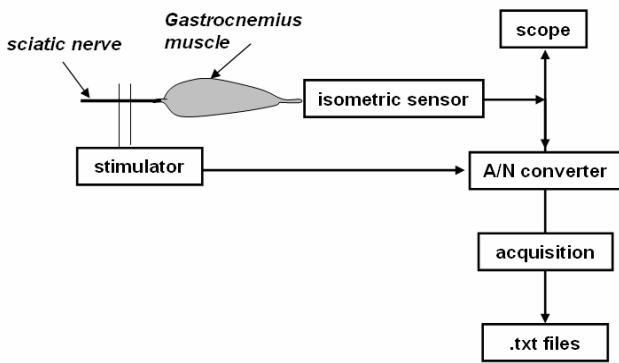 Gastrocnemius
muscle
sciatic nerve
scope
isometric sensor
stimulator
A/N converter
acquisition
.txt files